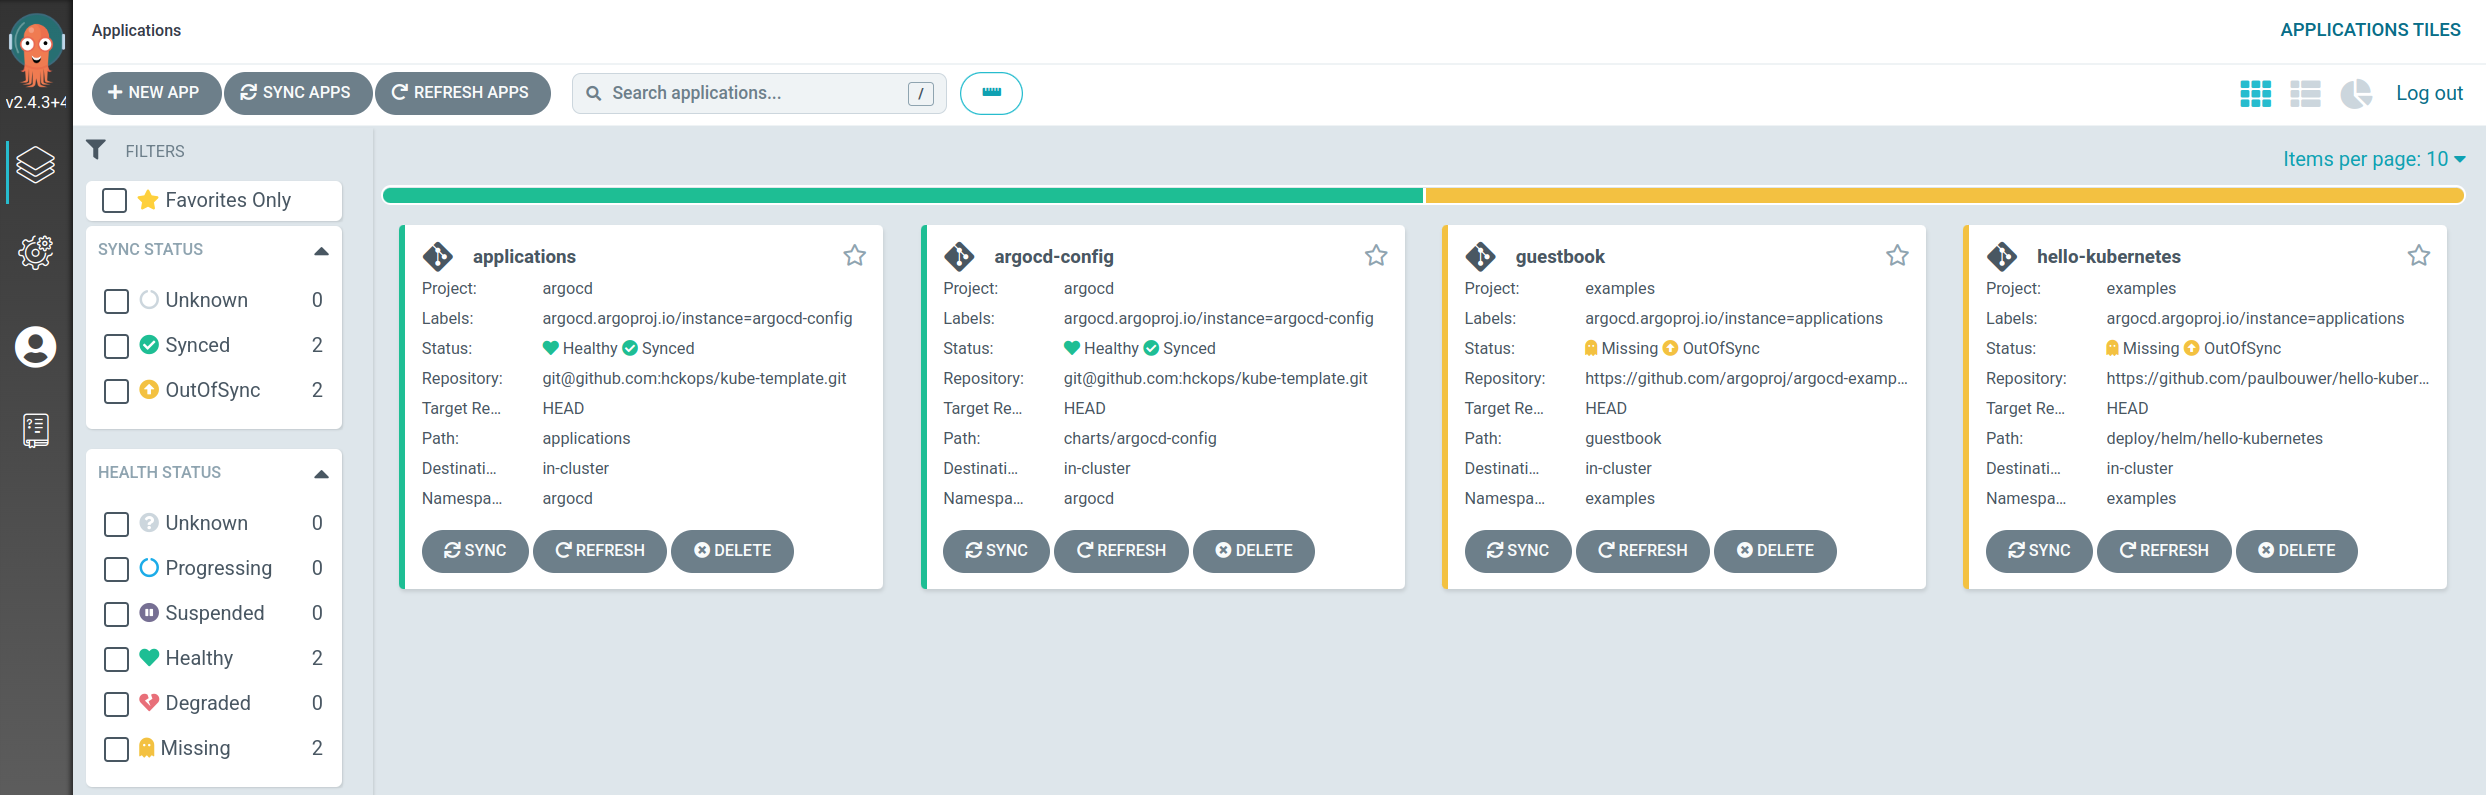 Applications
APPLICATIONS TILES
v2.4.3+4
NEW APP
SYNC APPS
REFRESH APPS
Search applications...
/
Log out
FILTERS
Items per page: 10
Favorites Only
SYNC STATUS
Unknown 0
Synced 2
OutOfSync 2
HEALTH STATUS
Unknown 0
Progressing 0
Suspended 0
Healthy 2
Degraded 0
Missing 2
applications
Project: argocd
Labels: argocd.argoproj.io/instance=argocd-config
Status: Healthy Synced
Repository: git@github.com:hckops/kube-template.git
Target Re... HEAD
Path: applications
Destinati... in-cluster
Namespa... argocd
SYNC REFRESH DELETE
argocd-config
Project: argocd
Labels: argocd.argoproj.io/instance=argocd-config
Status: Healthy Synced
Repository: git@github.com:hckops/kube-template.git
Target Re... HEAD
Path: charts/argocd-config
Destinati... in-cluster
Namespa... argocd
SYNC REFRESH DELETE
guestbook
Project: examples
Labels: argocd.argoproj.io/instance=applications
Status: Missing OutOfSync
Repository: https://github.com/argoproj/argocd-examp...
Target Re... HEAD
Path: guestbook
Destinati... in-cluster
Namespa... examples
SYNC REFRESH DELETE
hello-kubernetes
Project: examples
Labels: argocd.argoproj.io/instance=applications
Status: Missing OutOfSync
Repository: https://github.com/paulbouwer/hello-kuber...
Target Re... HEAD
Path: deploy/helm/hello-kubernetes
Destinati... in-cluster
Namespa... examples
SYNC REFRESH DELETE